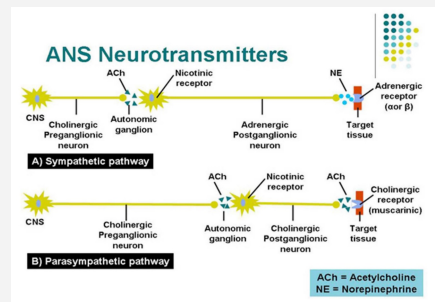 ANS Neurotransmitters
ACh
Nicotinic
receptor
NE
Adrenergic
receptor
(αor β)
CNS
Cholinergic
Preganglionic
neuron
Autonomic
ganglion
Adrenergic
Postganglionic
neuron
Target
tissue
A) Sympathetic pathway
ACh
Nicotinic
receptor
ACh
Cholinergic
receptor
(muscarinic)
CNS
Cholinergic
Preganglionic
neuron
Autonomic
ganglion
Cholinergic
Postganglionic
neuron
Target
tissue
B) Parasympathetic pathway
ACh = Acetylcholine
NE = Norepinephrine